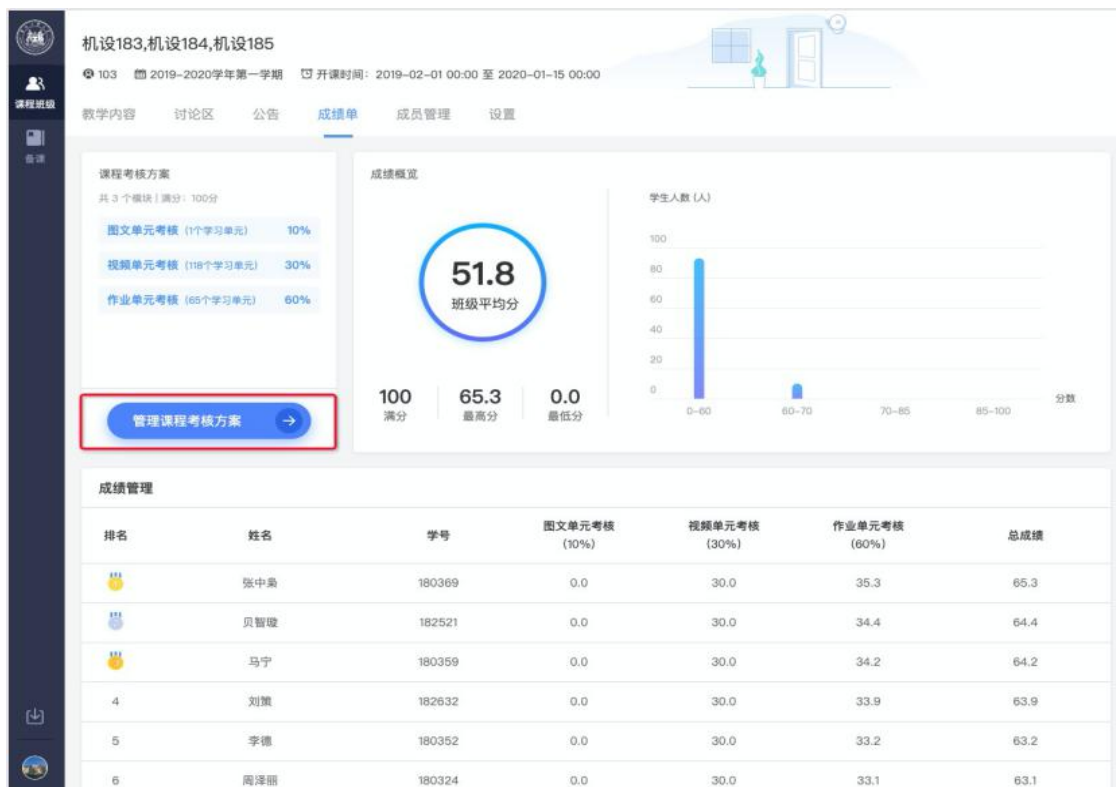 机设183,机设184,机设185
103 2019-2020学年第一学期 开课时间：2019-02-01 00:00 至 2020-01-15 00:00
课程班级
备课
教学内容 讨论区 公告 成绩单 成员管理 设置
课程考核方案
共 3 个模块 | 满分：100分
图文单元考核 (1个学习单元) 10%
视频单元考核 (118个学习单元) 30%
作业单元考核 (65个学习单元) 60%
管理课程考核方案
成绩概览
51.8
班级平均分
100 65.3 0.0
满分 最高分 最低分
学生人数 (人)
100
80
60
40
20
0
0-60 60-70 70-85 85-100 分数
成绩管理
排名 姓名 学号 图文单元考核 (10%) 视频单元考核 (30%) 作业单元考核 (60%) 总成绩
张中枭 180369 0.0 30.0 35.3 65.3
贝智璇 182521 0.0 30.0 34.4 64.4
马宁 180359 0.0 30.0 34.2 64.2
4 刘策 182632 0.0 30.0 33.9 63.9
5 李德 180352 0.0 30.0 33.2 63.2
6 周泽丽 180324 0.0 30.0 33.1 63.1